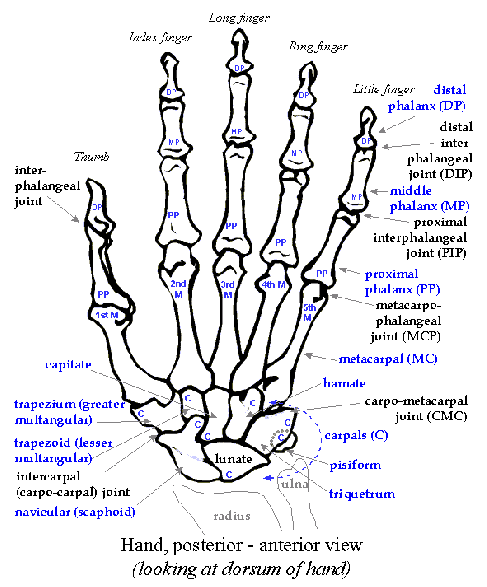 Long finger
Index finger
Ring finger
Little finger
Thumb
DP
DP
DP
DP
DP
MP
MP
MP
MP
PP
PP
PP
PP
PP
1st M
2nd
M
3rd
M
4th M
5th
M
distal
phalanx (DP)
distal
inter
phalangeal
joint (DIP)
middle
phalanx (MP)
proximal
interphalangeal
joint (PIP)
proximal
phalanx (PP)
metacarpo-
phalangeal
joint (MCP)
metacarpal (MC)
hamate
carpo-metacarpal
joint (CMC)
carpals (C)
pisiform
triquetrum
inter-
phalangeal
joint
capitate
trapezium (greater
multangular)
trapezoid (lesser
multangular)
intercarpal
(carpo-carpal) joint
navicular (scaphoid)
C
C
C
C
C
C
C
C
lunate
C
ulna
radius
Hand, posterior - anterior view
(looking at dorsum of hand)